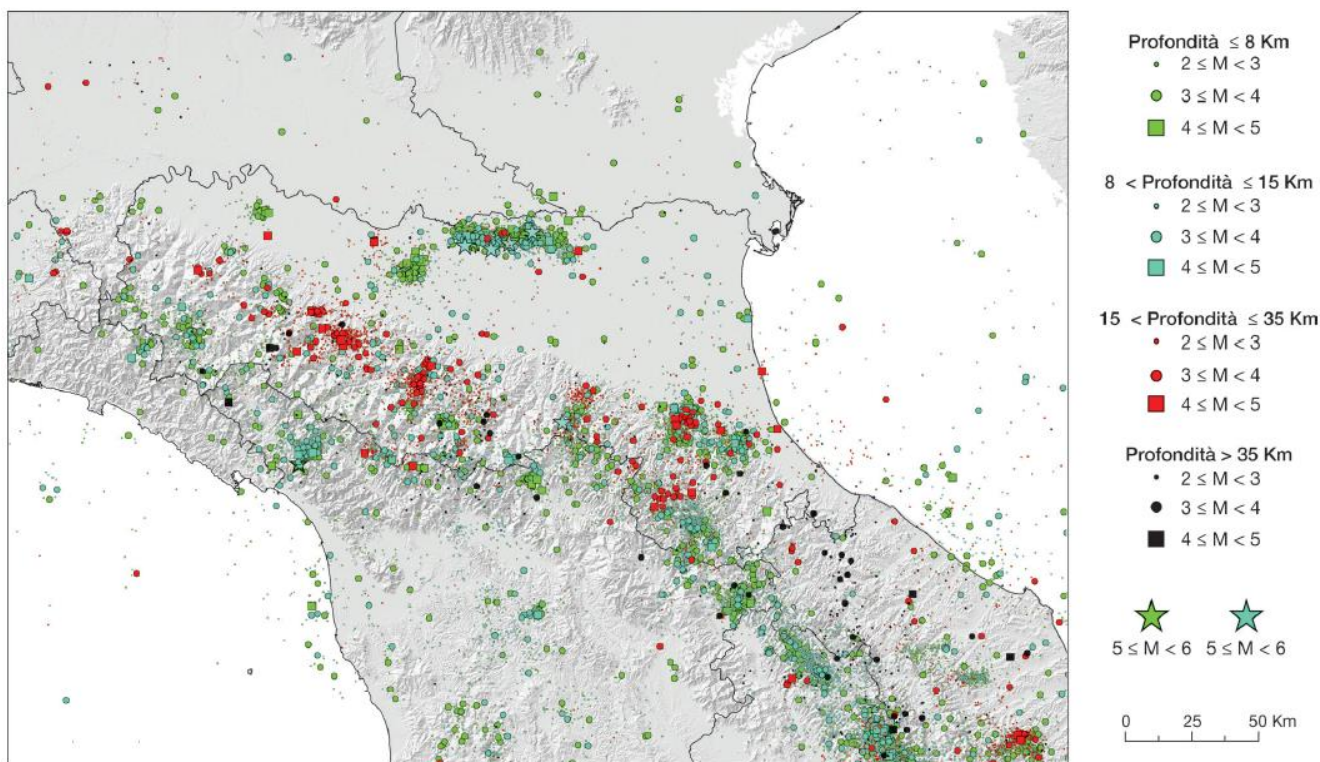 Profondità ≤ 8 Km
2 ≤ M < 3
3 ≤ M < 4
4 ≤ M < 5
8 < Profondità ≤ 15 Km
2 ≤ M < 3
3 ≤ M < 4
4 ≤ M < 5
15 < Profondità ≤ 35 Km
2 ≤ M < 3
3 ≤ M < 4
4 ≤ M < 5
Profondità > 35 Km
2 ≤ M < 3
3 ≤ M < 4
4 ≤ M < 5
5 ≤ M < 6 5 ≤ M < 6
0 25 50 Km